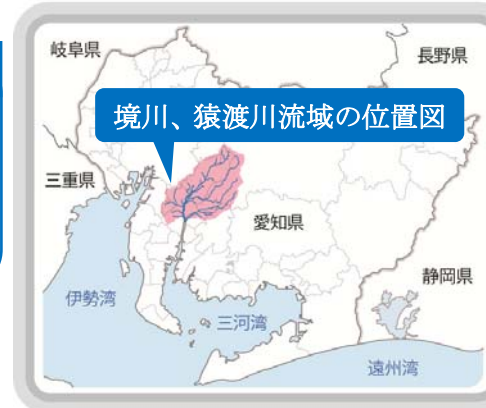 岐阜県
長野県
境川、猿渡川流域の位置図
三重県
愛知県
静岡県
伊勢湾
三河湾
遠州湾